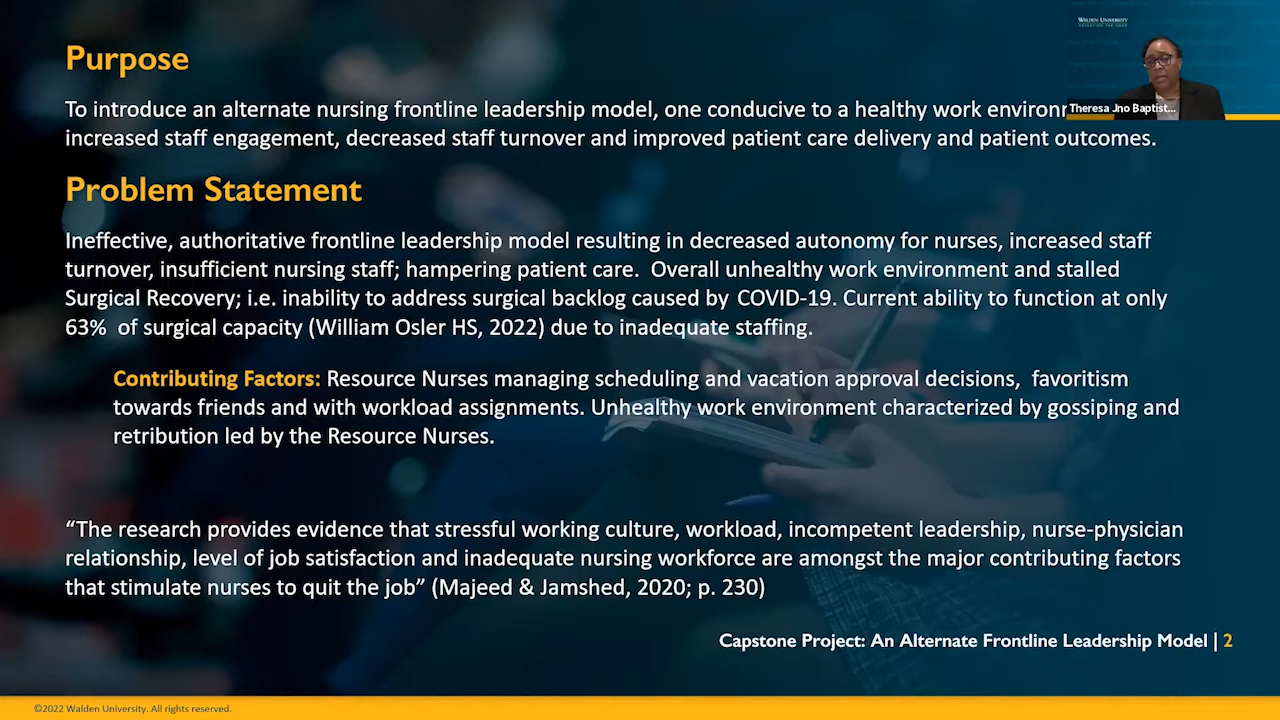 WALDEN UNIVERSITY
Purpose
To introduce an alternate nursing frontline leadership model, one conducive to a healthy work environ
Theresa Jno Baptist...
increased staff engagement, decreased staff turnover and improved patient care delivery and patient outcomes.
Problem Statement
Ineffective, authoritative frontline leadership model resulting in decreased autonomy for nurses, increased staff
turnover, insufficient nursing staff; hampering patient care. Overall unhealthy work environment and stalled
Surgical Recovery; i.e. inability to address surgical backlog caused by COVID-19. Current ability to function at only
63% of surgical capacity (William Osler HS, 2022) due to inadequate staffing.
Contributing Factors: Resource Nurses managing scheduling and vacation approval decisions, favoritism
towards friends and with workload assignments. Unhealthy work environment characterized by gossiping and
retribution led by the Resource Nurses.
“The research provides evidence that stressful working culture, workload, incompetent leadership, nurse-physician
relationship, level of job satisfaction and inadequate nursing workforce are amongst the major contributing factors
that stimulate nurses to quit the job” (Majeed & Jamshed, 2020; p. 230)
Capstone Project: An Alternate Frontline Leadership Model | 2
©2022 Walden University. All rights reserved.